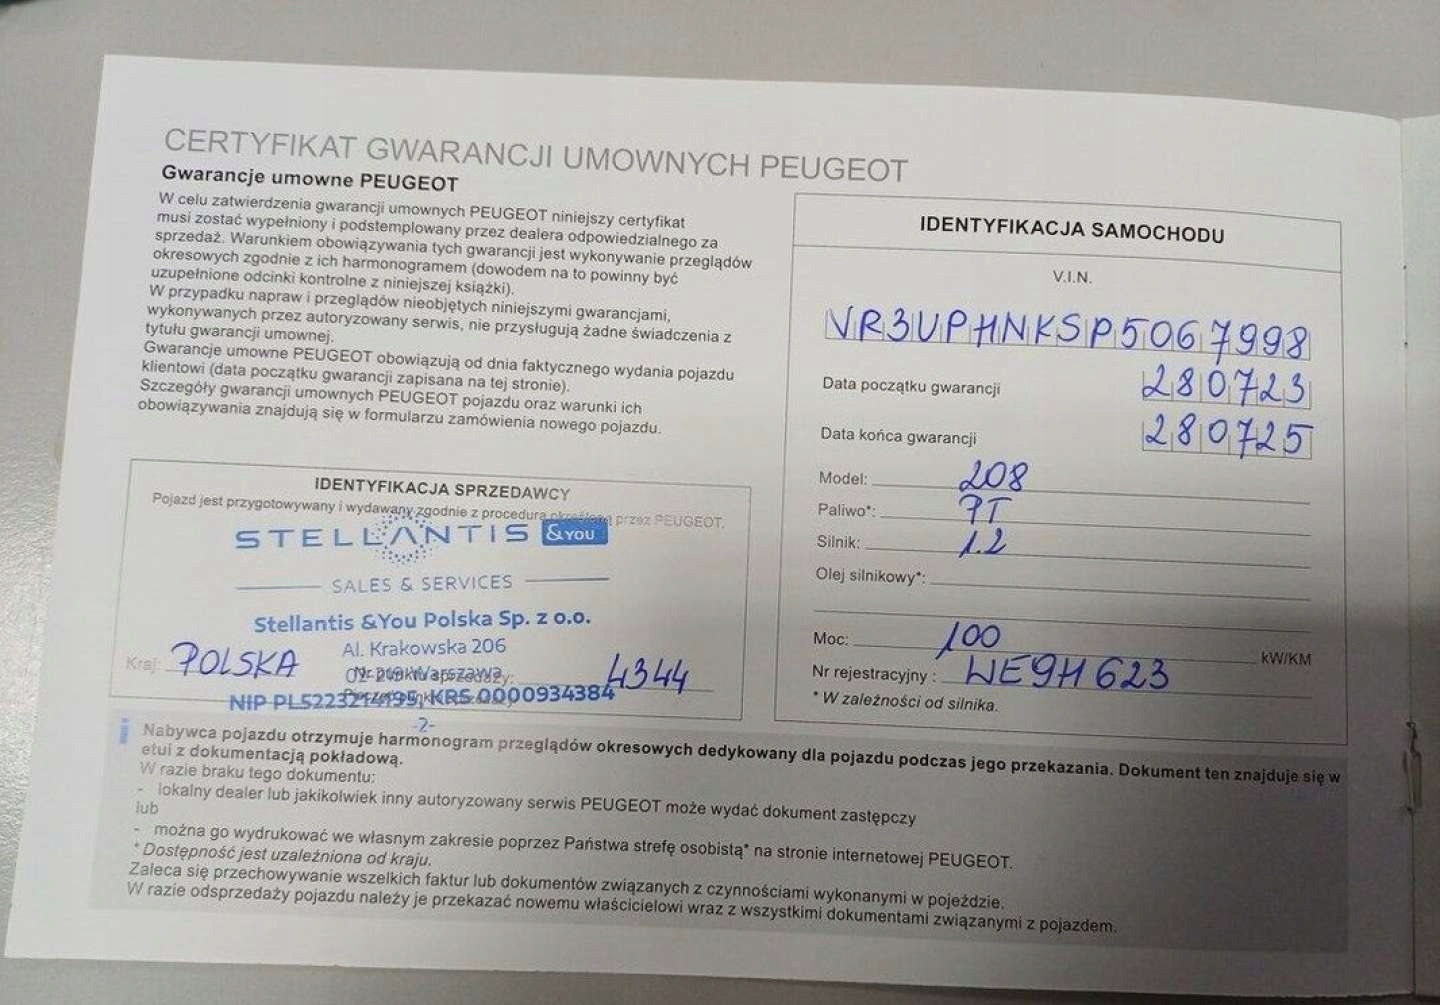 CERTYFIKAT GWARANCJI UMOWNYCH PEUGEOT
Gwarancje umowne PEUGEOT
W celu zatwierdzenia gwarancji umownych PEUGEOT niniejszy certyfikat
musi zostać wypełniony i podstemplowany przez dealera odpowiedzialnego za
sprzedaż. Warunkiem obowiązywania tych gwarancji jest wykonywanie przeglądów
okresowych zgodnie z ich harmonogramem (dowodem na to powinny być
uzupełnione odcinki kontrolne z niniejszej książki).
W przypadku napraw i przeglądów nieobjętych niniejszymi gwarancjami,
wykonywanych przez autoryzowany serwis, nie przysługują żadne świadczenia z
tytułu gwarancji umownej.
Gwarancje umowne PEUGEOT obowiązują od dnia faktycznego wydania pojazdu
klientowi (data początku gwarancji zapisana na tej stronie).
Szczegóły gwarancji umownych PEUGEOT pojazdu oraz warunki ich
obowiązywania znajdują się w formularzu zamówienia nowego pojazdu.
IDENTYFIKACJA SPRZEDAWCY
Pojazd jest przygotowywany i wydawany zgodnie z procedurą określoną przez PEUGEOT.
STELLANTIS &YOU
SALES & SERVICES
Stellantis &You Polska Sp. z o.o.
Al. Krakowska 206
Kraj: POLSKA Nr punktu sprzedaży: 4344
Warszawa
NIP PL5223214195, KRS 0000934384
-2-
IDENTYFIKACJA SAMOCHODU
V.I.N.
VR3UPHNKSP5067998
Data początku gwarancji 280723
Data końca gwarancji 280725
Model: 208
Paliwo*: PT
Silnik: 1.2
Olej silnikowy*:
Moc: 100 kW/KM
Nr rejestracyjny : WE9H623
* W zależności od silnika.
i
Nabywca pojazdu otrzymuje harmonogram przeglądów okresowych dedykowany dla pojazdu podczas jego przekazania. Dokument ten znajduje się w
etui z dokumentacją pokładową.
W razie braku tego dokumentu:
- lokalny dealer lub jakikolwiek inny autoryzowany serwis PEUGEOT może wydać dokument zastępczy
lub
- można go wydrukować we własnym zakresie poprzez Państwa strefę osobistą* na stronie internetowej PEUGEOT.
* Dostępność jest uzależniona od kraju.
Zaleca się przechowywanie wszelkich faktur lub dokumentów związanych z czynnościami wykonanymi w pojeździe.
W razie odsprzedaży pojazdu należy je przekazać nowemu właścicielowi wraz z wszystkimi dokumentami związanymi z pojazdem.